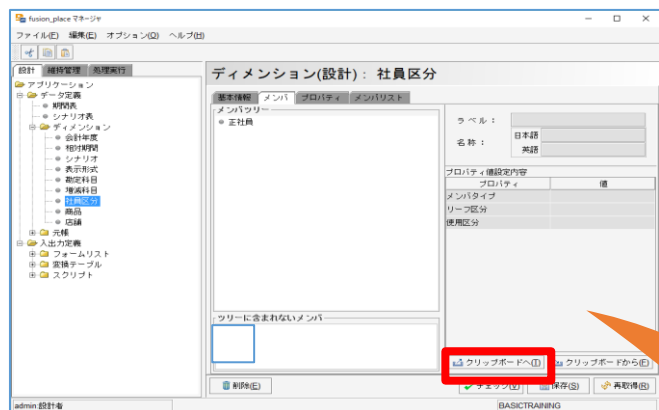 fusion_place マネージャ
ファイル(F) 編集(E) オプション(O) ヘルプ(H)
設計 維持管理 処理実行
アプリケーション
データ定義
期間表
シナリオ表
ディメンション
会計年度
相対期間
シナリオ
表示形式
勘定科目
増減科目
社員区分
商品
店舗
元帳
入出力定義
フォームリスト
変換テーブル
スクリプト
ディメンション(設計): 社員区分
基本情報 メンバ プロパティ メンバリスト
メンバツリー
正社員
ラベル:
名称: 日本語
英語
プロパティ値設定内容
プロパティ 値
メンバタイプ
リーフ区分
使用区分
ツリーに含まれないメンバ
クリップボードへ(T) クリップボードから(F)
削除(E) チェック(V) 保存(S) 再取得(R)
admin:設計者 BASICTRAINING